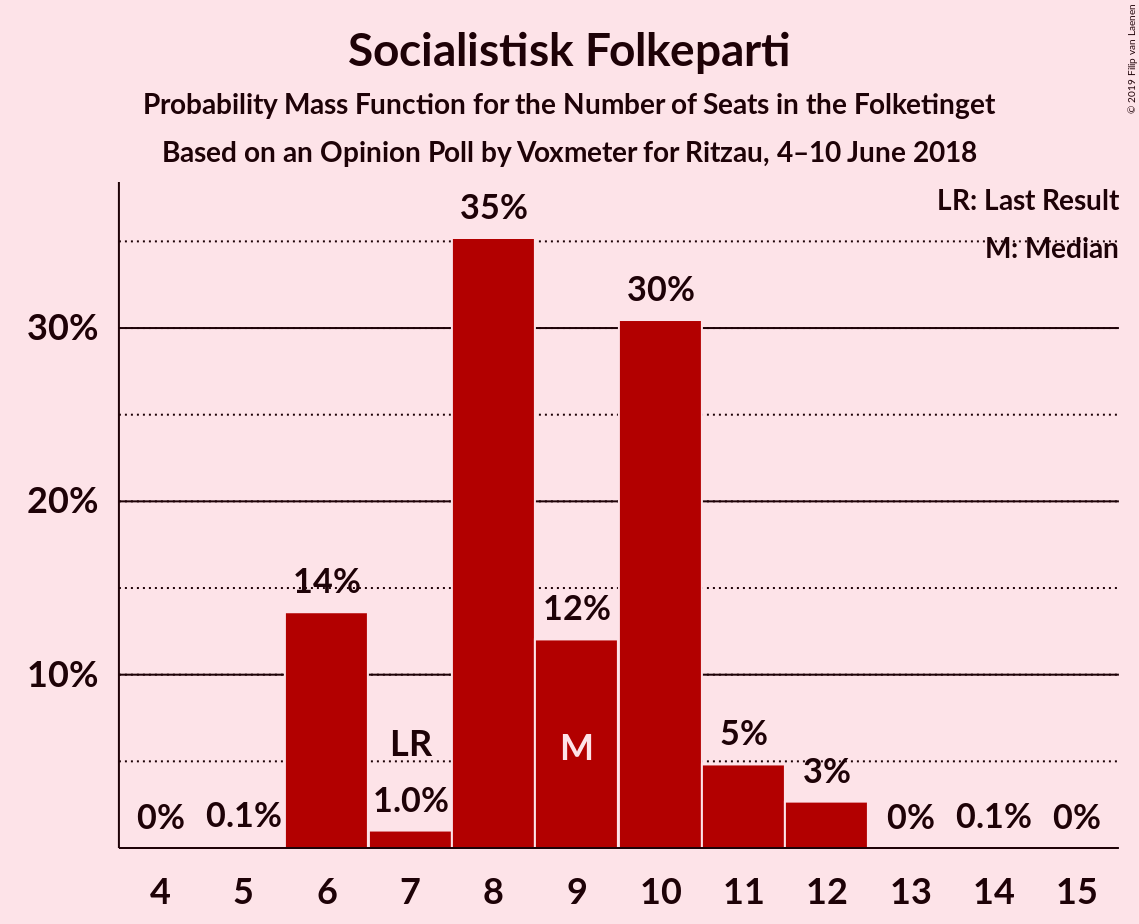 Socialistisk Folkeparti
Probability Mass Function for the Number of Seats in the Folketinget
Based on an Opinion Poll by Voxmeter for Ritzau, 4–10 June 2018
© 2019 Filip van Laenen
LR: Last Result
M: Median
35%
30%
30%
20%
14%
12%
10%
LR
M
5%
3%
0%
0.1%
1.0%
0%
0.1%
0%
4 5 6 7 8 9 10 11 12 13 14 15